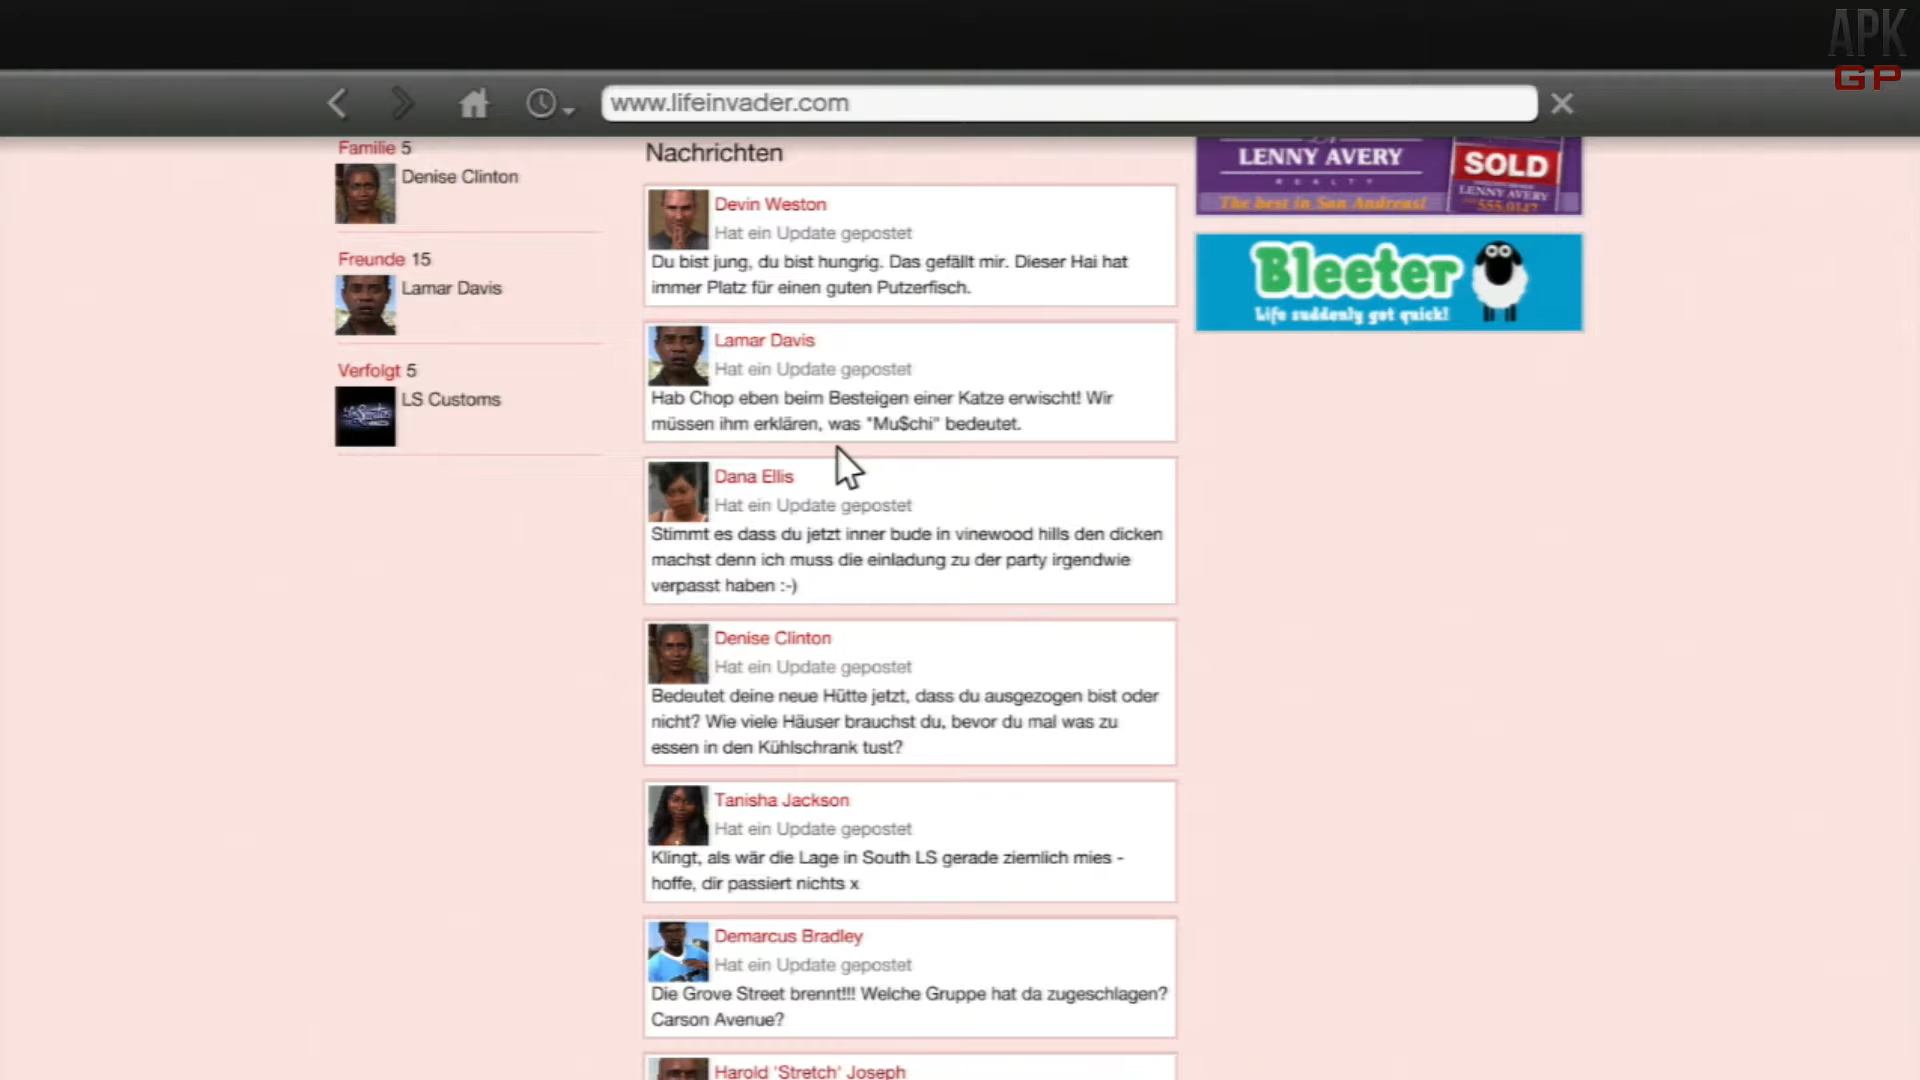 APK
GP
www.lifeinvader.com
Familie 5
Denise Clinton
Freunde 15
Lamar Davis
Verfolgt 5
LS Customs
Nachrichten
Devin Weston
Hat ein Update gepostet
Du bist jung, du bist hungrig. Das gefällt mir. Dieser Hai hat
immer Platz für einen guten Putzerfisch.
Lamar Davis
Hat ein Update gepostet
Hab Chop eben beim Besteigen einer Katze erwischt! Wir
müssen ihm erklären, was "Mu$chi" bedeutet.
Dana Ellis
Hat ein Update gepostet
Stimmt es dass du jetzt inner bude in vinewood hills den dicken
machst denn ich muss die einladung zu der party irgendwie
verpasst haben :-)
Denise Clinton
Hat ein Update gepostet
Bedeutet deine neue Hütte jetzt, dass du ausgezogen bist oder
nicht? Wie viele Häuser brauchst du, bevor du mal was zu
essen in den Kühlschrank tust?
Tanisha Jackson
Hat ein Update gepostet
Klingt, als wär die Lage in South LS gerade ziemlich mies -
hoffe, dir passiert nichts x
Demarcus Bradley
Hat ein Update gepostet
Die Grove Street brennt!!! Welche Gruppe hat da zugeschlagen?
Carson Avenue?
Harold 'Stretch' Joseph
LENNY AVERY
REALTY
The best in San Andreas!
SOLD
LENNY AVERY
555.0147
Bleeter
Life suddenly got quick!